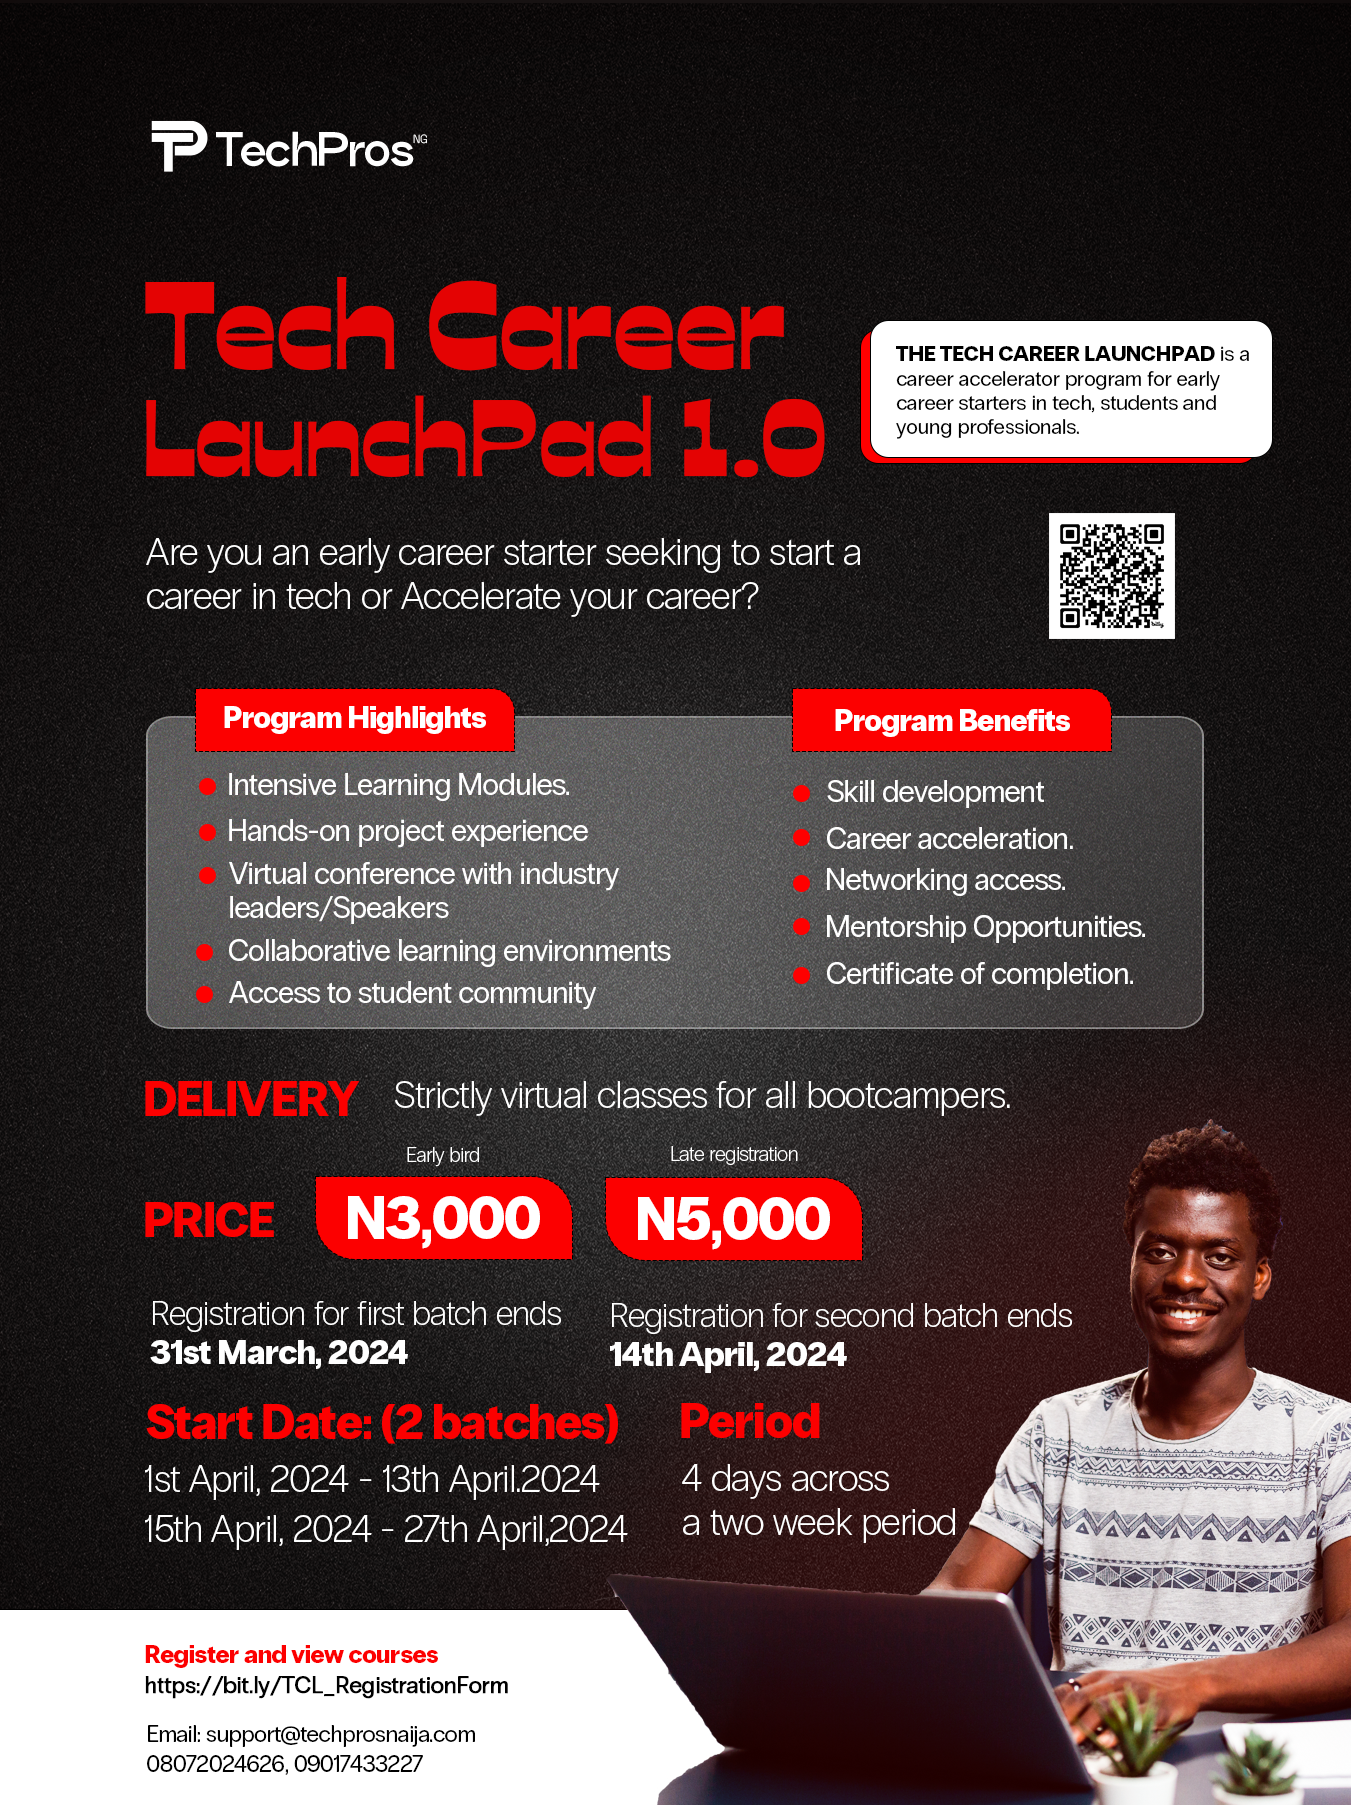 TechPros NG
Tech Career
LaunchPad 1.0
THE TECH CAREER LAUNCHPAD is a
career accelerator program for early
career starters in tech, students and
young professionals.
Are you an early career starter seeking to start a
career in tech or Accelerate your career?
Program Highlights
Intensive Learning Modules.
Hands-on project experience
Virtual conference with industry
leaders/Speakers
Collaborative learning environments
Access to student community
Program Benefits
Skill development
Career acceleration.
Networking access.
Mentorship Opportunities.
Certificate of completion.
DELIVERY Strictly virtual classes for all bootcampers.
Early bird
Late registration
PRICE N3,000 N5,000
Registration for first batch ends
31st March, 2024
Registration for second batch ends
14th April, 2024
Start Date: (2 batches)
1st April, 2024 - 13th April.2024
15th April, 2024 - 27th April,2024
Period
4 days across
a two week period
Register and view courses
https://bit.ly/TCL_RegistrationForm
Email: support@techprosnaija.com
08072024626, 09017433227